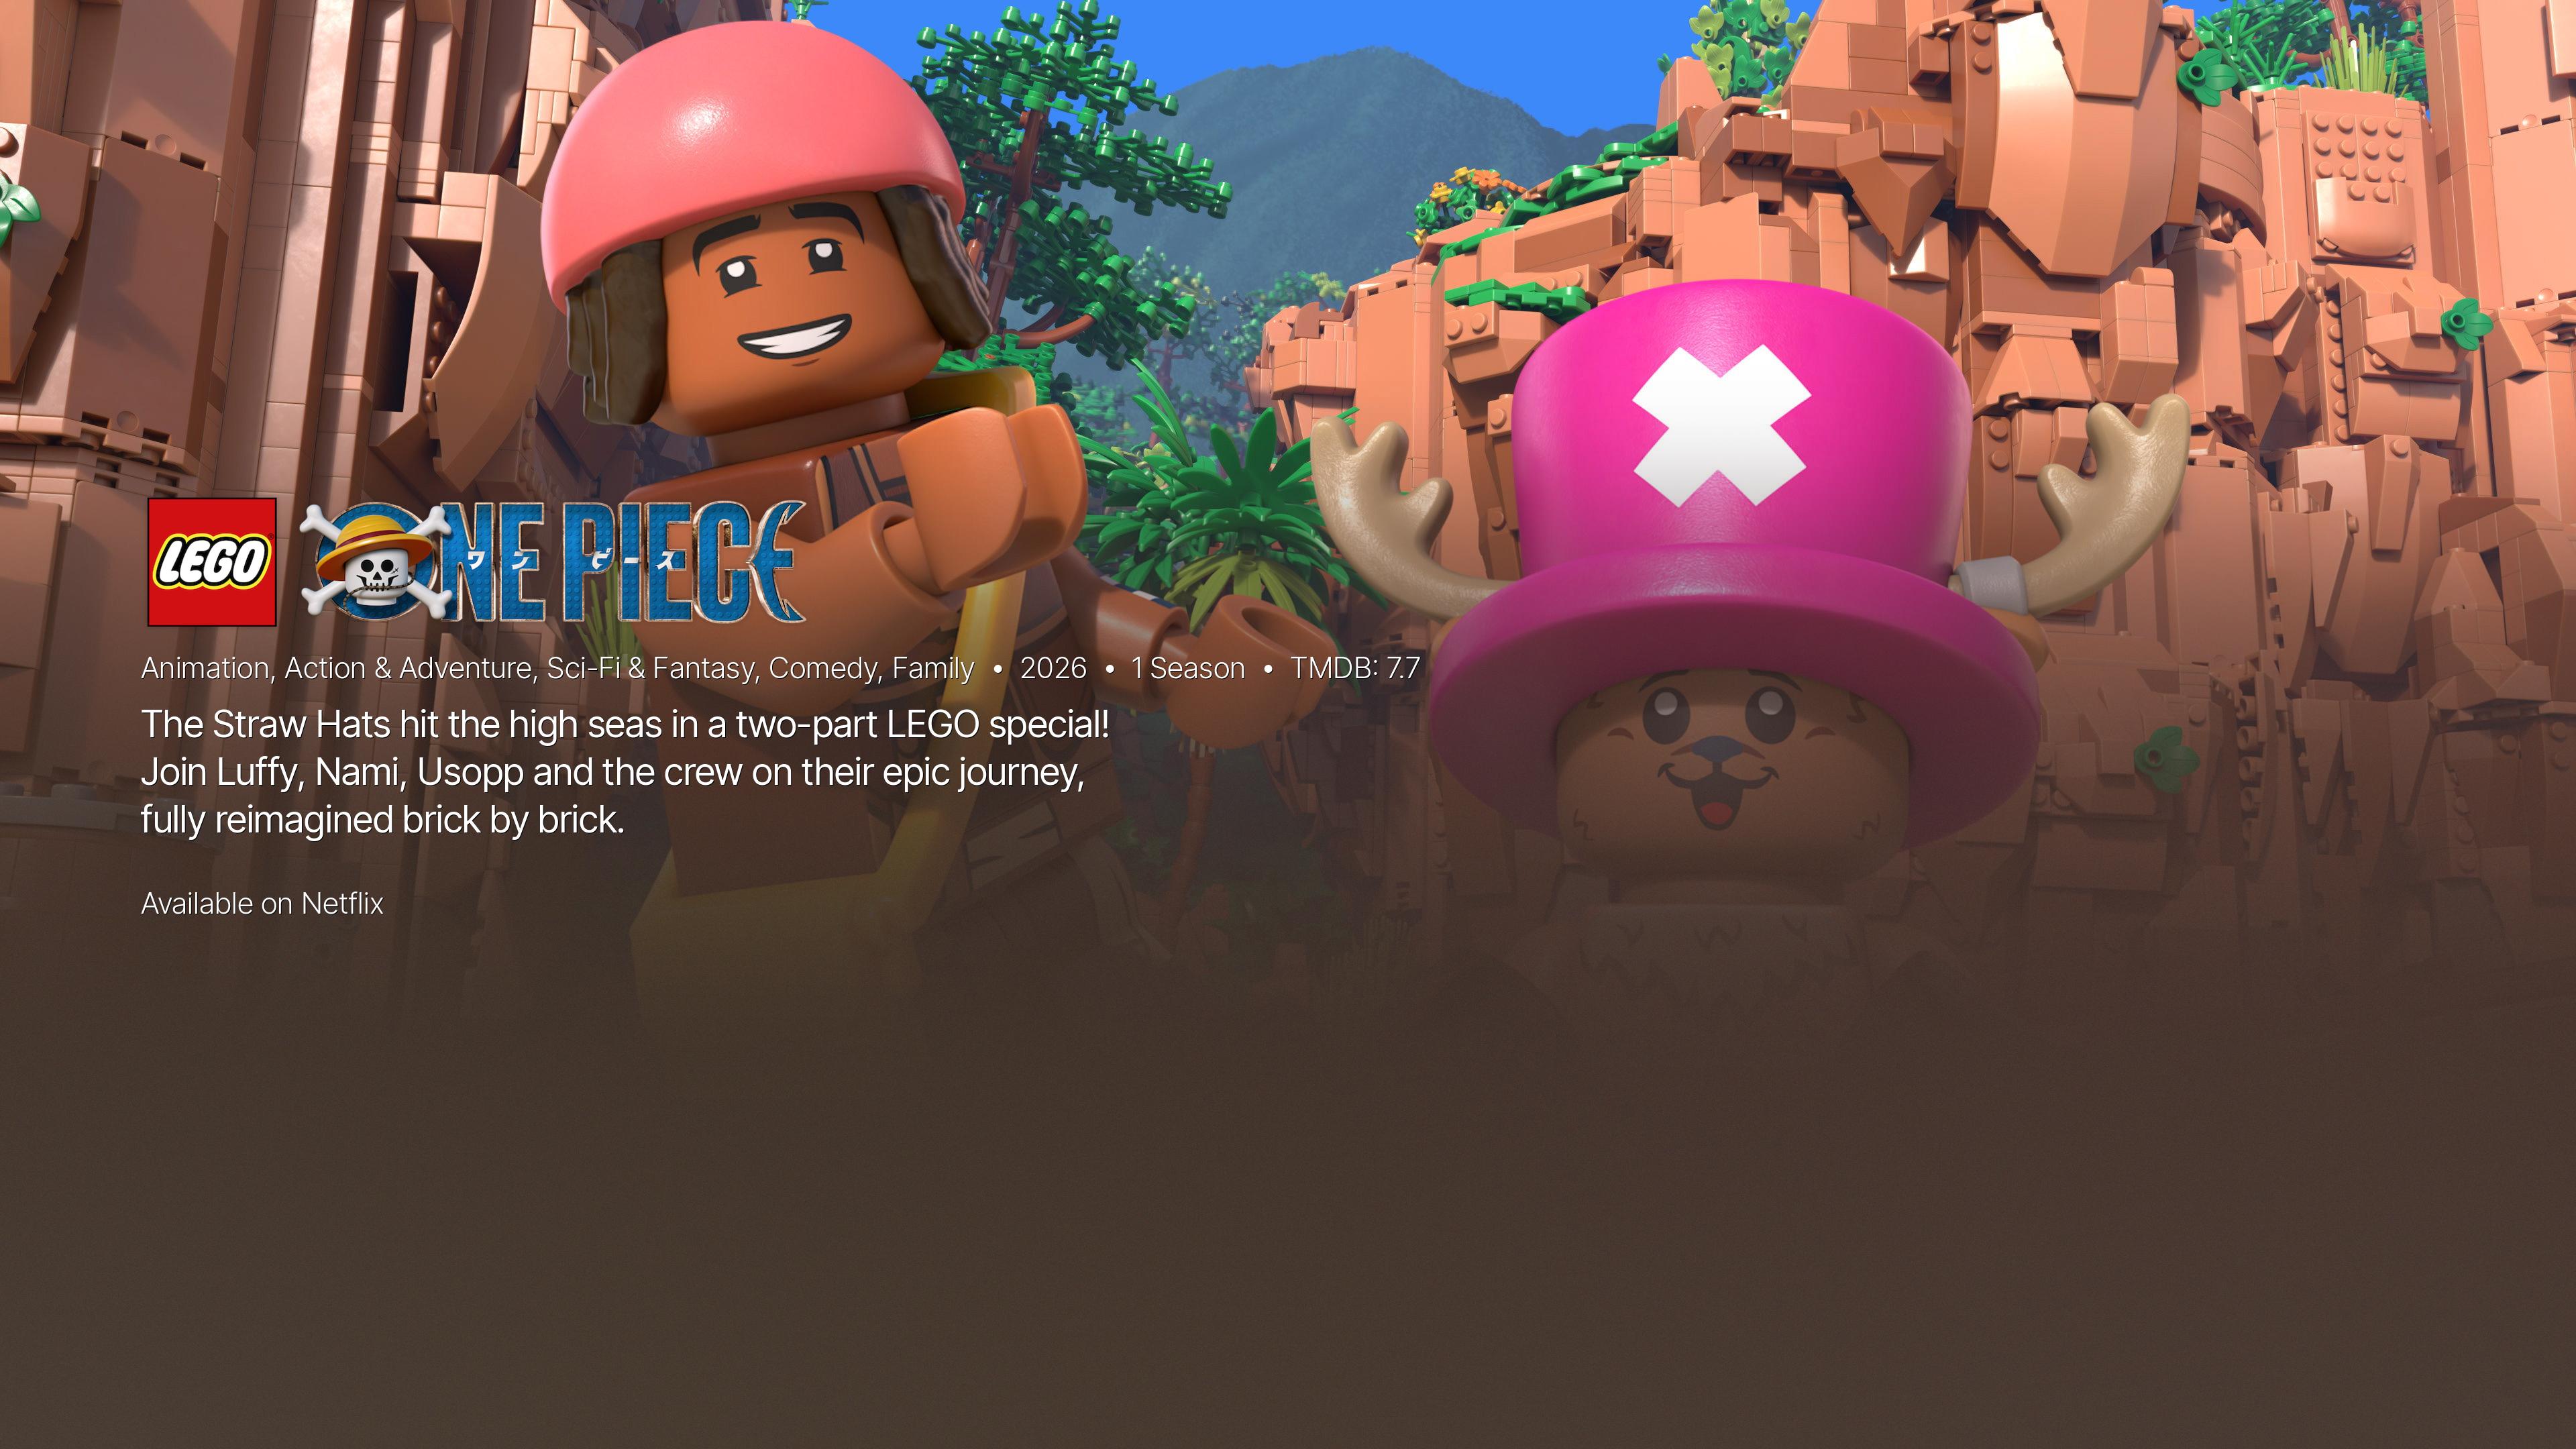 LEGO ONE PIECE
ワンピース
Animation, Action & Adventure, Sci-Fi & Fantasy, Comedy, Family • 2026 • 1 Season • TMDB: 7.7
The Straw Hats hit the high seas in a two-part LEGO special!
Join Luffy, Nami, Usopp and the crew on their epic journey,
fully reimagined brick by brick.
Available on Netflix